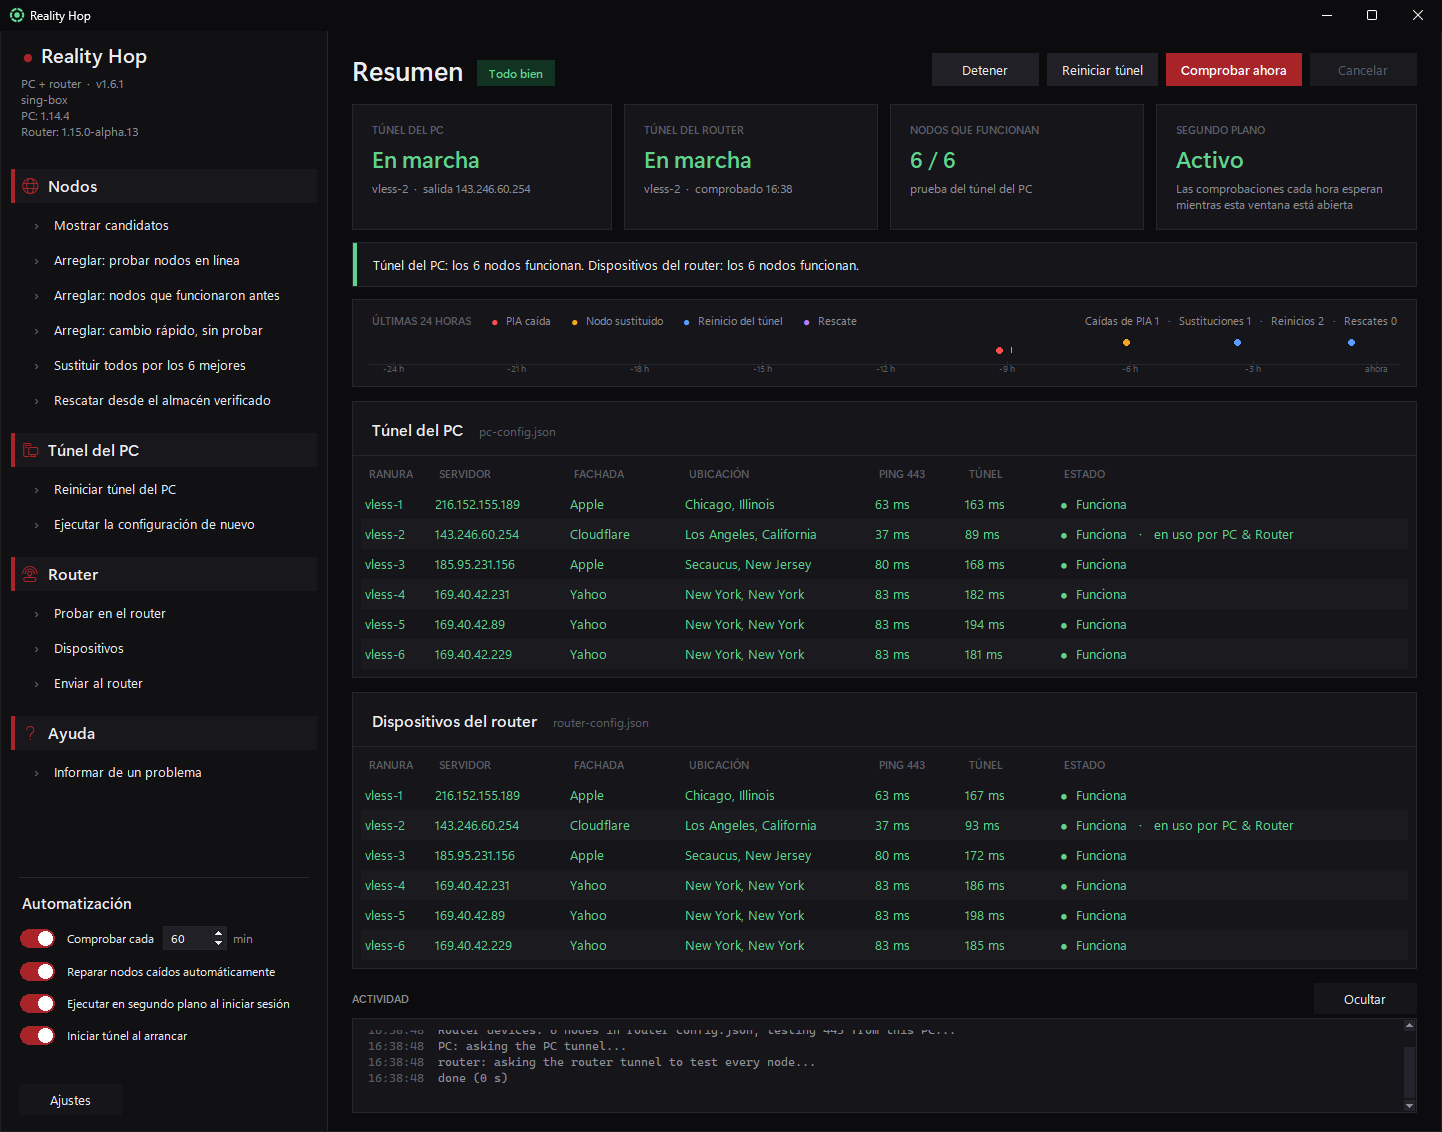 Reality Hop
Reality Hop
PC + router · v1.6.1
sing-box
PC: 1.14.4
Router: 1.15.0-alpha.13
Nodos
› Mostrar candidatos
› Arreglar: probar nodos en línea
› Arreglar: nodos que funcionaron antes
› Arreglar: cambio rápido, sin probar
› Sustituir todos por los 6 mejores
› Rescatar desde el almacén verificado
Túnel del PC
› Reiniciar túnel del PC
› Ejecutar la configuración de nuevo
Router
› Probar en el router
› Dispositivos
› Enviar al router
? Ayuda
› Informar de un problema
Automatización
Comprobar cada 60 min
Reparar nodos caídos automáticamente
Ejecutar en segundo plano al iniciar sesión
Iniciar túnel al arrancar
Ajustes
Resumen Todo bien Detener Reiniciar túnel Comprobar ahora Cancelar
TÚNEL DEL PC
En marcha
vless-2 · salida 143.246.60.254
TÚNEL DEL ROUTER
En marcha
vless-2 · comprobado 16:38
NODOS QUE FUNCIONAN
6 / 6
prueba del túnel del PC
SEGUNDO PLANO
Activo
Las comprobaciones cada hora esperan
mientras esta ventana está abierta
Túnel del PC: los 6 nodos funcionan. Dispositivos del router: los 6 nodos funcionan.
ÚLTIMAS 24 HORAS PIA caída Nodo sustituido Reinicio del túnel Rescate Caídas de PIA 1 · Sustituciones 1 · Reinicios 2 · Rescates 0
-24 h -21 h -18 h -15 h -12 h -9 h -6 h -3 h ahora
Túnel del PC pc-config.json
RANURA SERVIDOR FACHADA UBICACIÓN PING 443 TÚNEL ESTADO
vless-1 216.152.155.189 Apple Chicago, Illinois 63 ms 163 ms Funciona
vless-2 143.246.60.254 Cloudflare Los Angeles, California 37 ms 89 ms Funciona · en uso por PC & Router
vless-3 185.95.231.156 Apple Secaucus, New Jersey 80 ms 168 ms Funciona
vless-4 169.40.42.231 Yahoo New York, New York 83 ms 182 ms Funciona
vless-5 169.40.42.89 Yahoo New York, New York 83 ms 194 ms Funciona
vless-6 169.40.42.229 Yahoo New York, New York 83 ms 181 ms Funciona
Dispositivos del router router-config.json
RANURA SERVIDOR FACHADA UBICACIÓN PING 443 TÚNEL ESTADO
vless-1 216.152.155.189 Apple Chicago, Illinois 63 ms 167 ms Funciona
vless-2 143.246.60.254 Cloudflare Los Angeles, California 37 ms 93 ms Funciona · en uso por PC & Router
vless-3 185.95.231.156 Apple Secaucus, New Jersey 80 ms 172 ms Funciona
vless-4 169.40.42.231 Yahoo New York, New York 83 ms 186 ms Funciona
vless-5 169.40.42.89 Yahoo New York, New York 83 ms 198 ms Funciona
vless-6 169.40.42.229 Yahoo New York, New York 83 ms 185 ms Funciona
ACTIVIDAD Ocultar
16:38:48 Router devices: 6 nodes in router-config.json, testing 443 from this PC...
16:38:48 PC: asking the PC tunnel...
16:38:48 router: asking the router tunnel to test every node...
16:38:48 done (0 s)